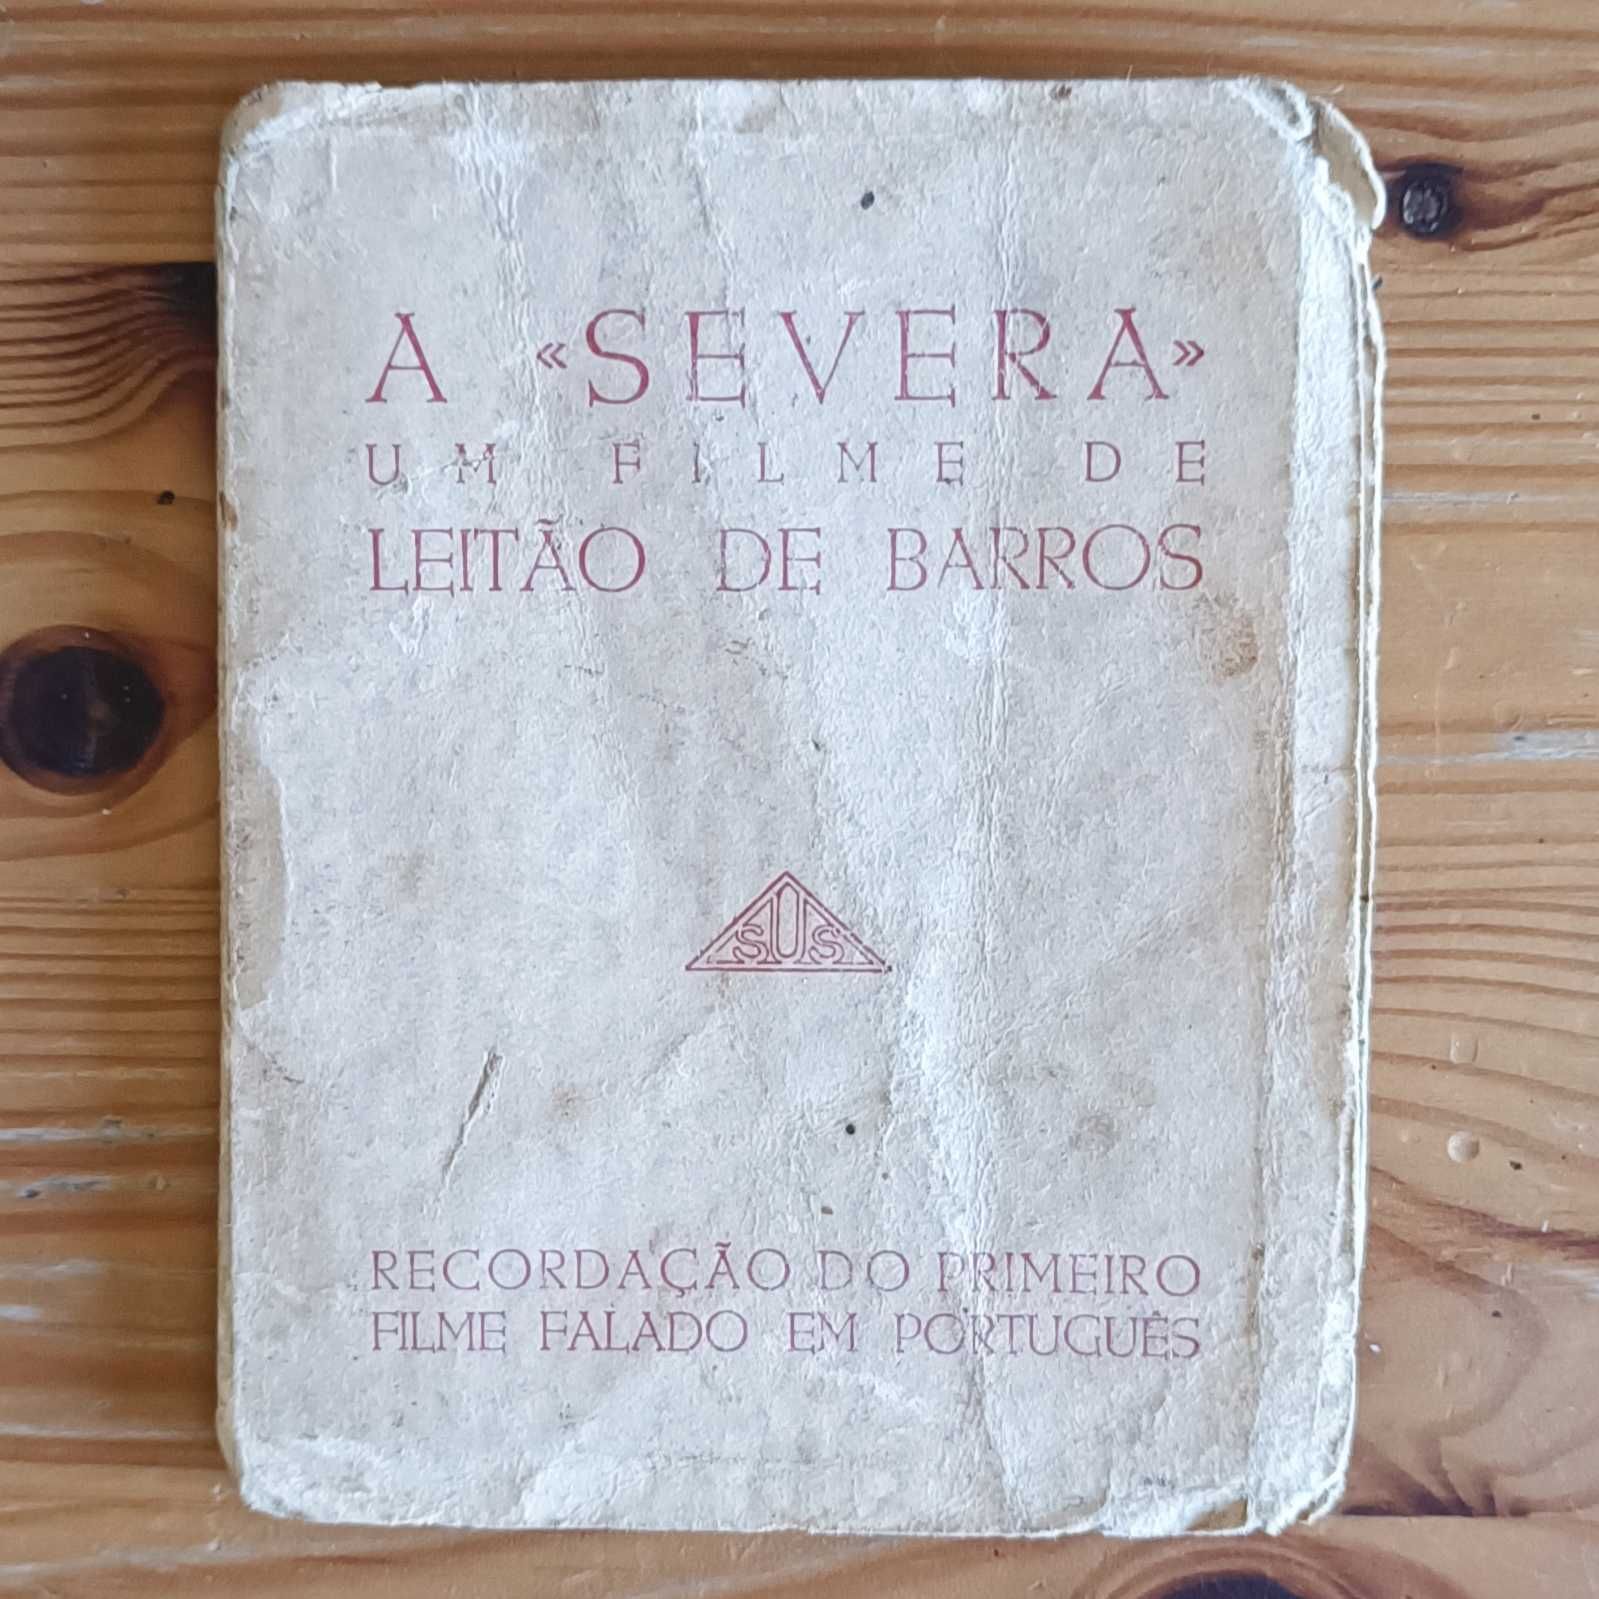 A «SEVERA»
UM FILME DE
LEITÃO DE BARROS
SUS
RECORDAÇÃO DO PRIMEIRO
FILME FALADO EM PORTUGUÊS